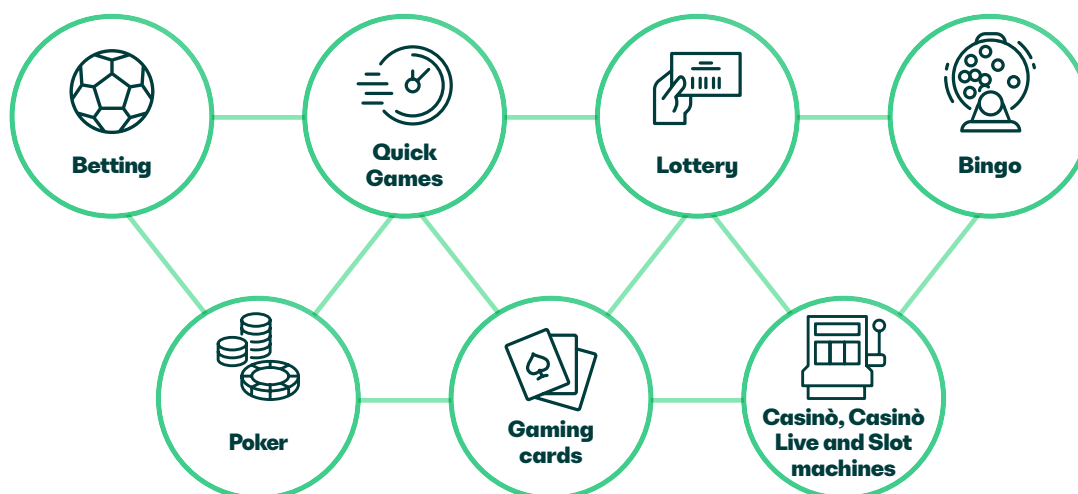 Betting
Quick
Games
Lottery
Bingo
Poker
Gaming
cards
Casinò, Casinò
Live and Slot
machines